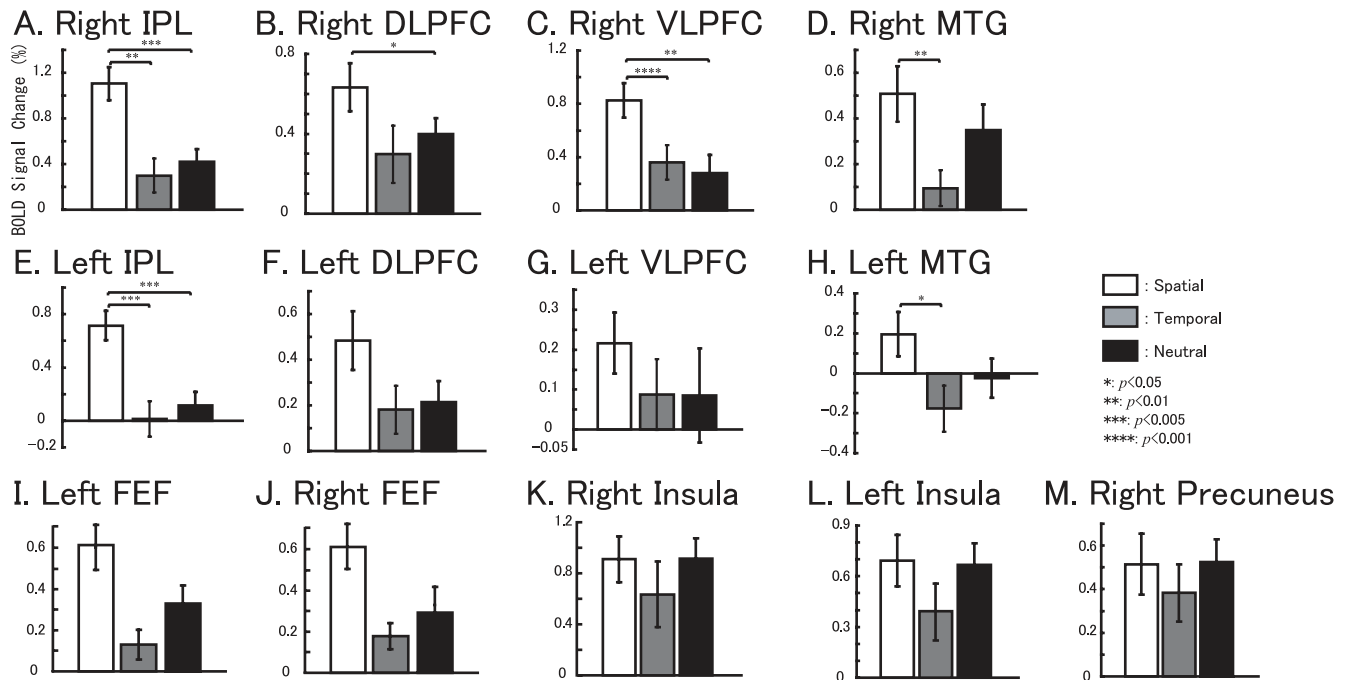 A. Right IPL
B. Right DLPFC
C. Right VLPFC
D. Right MTG
BOLD Signal Change (%)
***
**
1.2
0.8
0.4
0
*
0.8
0.4
0
**
****
1.2
0.8
0.4
0
**
0.6
0.4
0.2
0
E. Left IPL
F. Left DLPFC
G. Left VLPFC
H. Left MTG
***
***
0.8
0.4
0
-0.2
0.6
0.4
0.2
0
0.3
0.2
0.1
0
-0.05
*
0.4
0.2
0
-0.2
-0.4
: Spatial
: Temporal
: Neutral
*: p<0.05
**: p<0.01
***: p<0.005
****: p<0.001
I. Left FEF
J. Right FEF
K. Right Insula
L. Left Insula
M. Right Precuneus
0.6
0.4
0.2
0
0.6
0.4
0.2
0
1.2
0.8
0.4
0
0.9
0.6
0.3
0
0.6
0.4
0